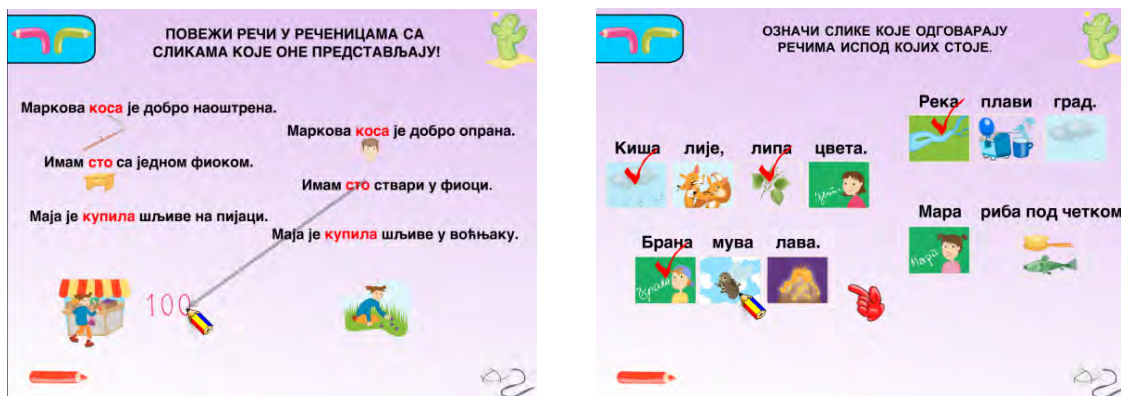 ПОВЕЖИ РЕЧИ У РЕЧЕНИЦАМА СА
СЛИКАМА КОЈЕ ОНЕ ПРЕДСТАВЉАЈУ!
Маркова коса је добро наоштрена.
Маркова коса је добро опрана.
Имам сто са једном фиоком.
Имам сто ствари у фиоци.
Маја је купила шљиве на пијаци.
Маја је купила шљиве у воћњаку.
100
ОЗНАЧИ СЛИКЕ КОЈЕ ОДГОВАРАЈУ
РЕЧИМА ИСПОД КОЈИХ СТОЈЕ.
Река плави град.
Киша лије, липа цвета.
Мара риба под четком
Мара
Брана мува лава.
Брана